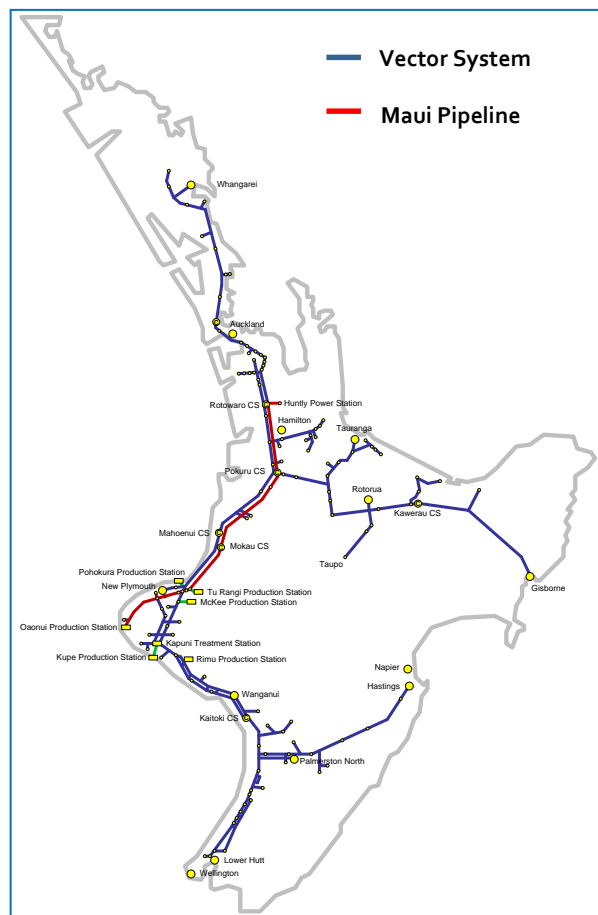 Vector System
Maui Pipeline
Whangarei
Auckland
Rotowaro CS
Huntly Power Station
Hamilton
Tauranga
Pokuru CS
Rotorua
Kawerau CS
Mahoenui CS
Mokau CS
Taupo
Pohokura Production Station
New Plymouth
Gisborne
Tu Rangi Production Station
McKee Production Station
Oaonui Production Station
Kapuni Treatment Station
Kupe Production Station
Rimu Production Station
Napier
Hastings
Wanganui
Kaitoki CS
Palmerston North
Lower Hutt
Wellington